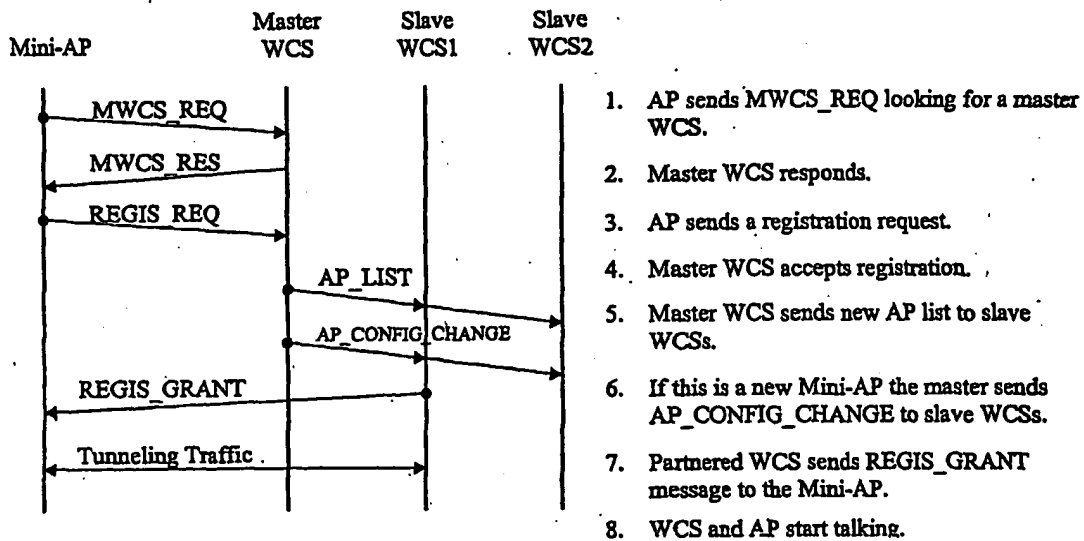 Mini-AP
Master
WCS
Slave
WCS1
Slave
WCS2
MWCS_REQ
MWCS_RES
REGIS_REQ
AP_LIST
AP_CONFIG_CHANGE
REGIS_GRANT
Tunneling Traffic
1. AP sends MWCS_REQ looking for a master
WCS.
2. Master WCS responds.
3. AP sends a registration request.
4. Master WCS accepts registration.
5. Master WCS sends new AP list to slave
WCSs.
6. If this is a new Mini-AP the master sends
AP_CONFIG_CHANGE to slave WCSs.
7. Partnered WCS sends REGIS_GRANT
message to the Mini-AP.
8. WCS and AP start talking.